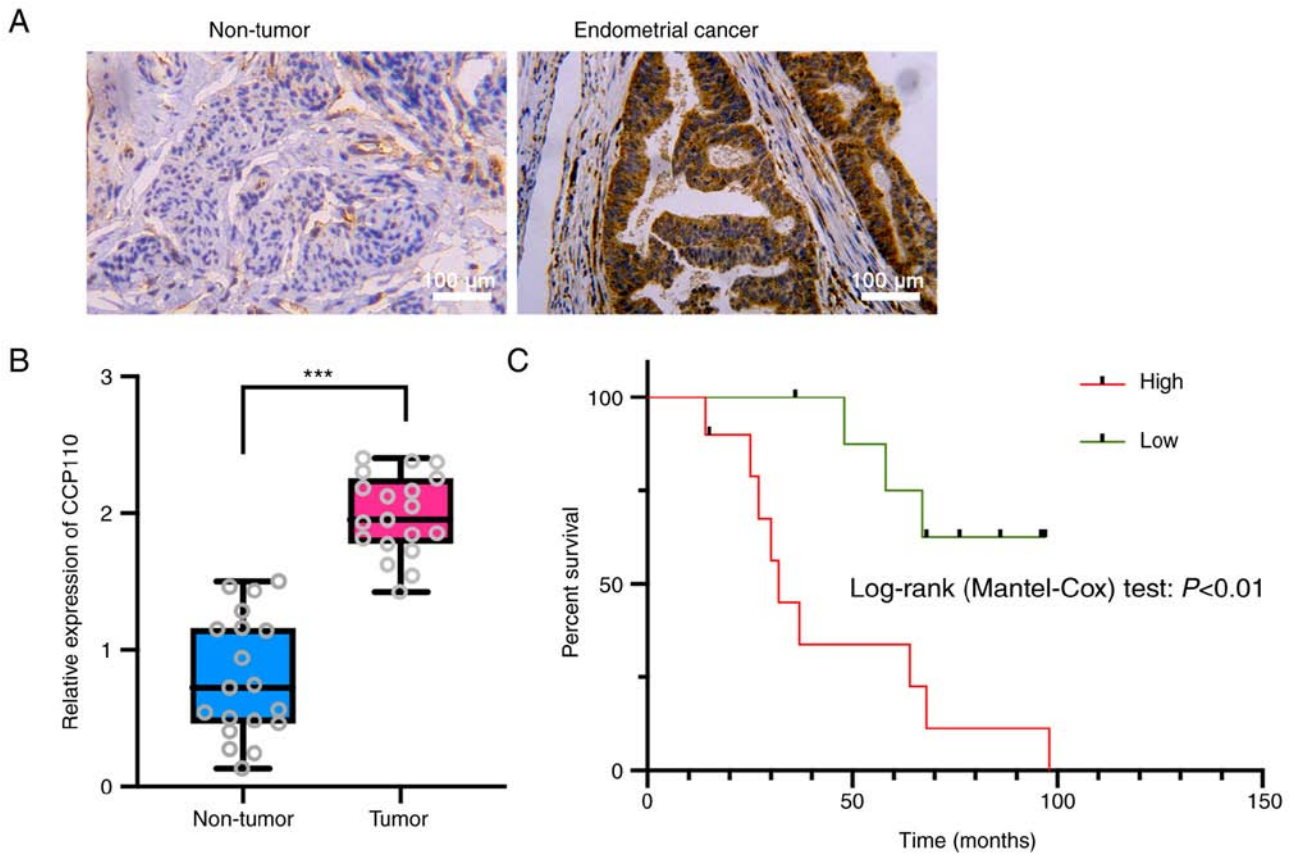 A
Non-tumor
Endometrial cancer
100 µm
100 µm
B
Relative expression of CCP110
3
2
1
0
***
Non-tumor
Tumor
C
Percent survival
100
50
0
High
Low
Log-rank (Mantel-Cox) test: P<0.01
0
50
100
150
Time (months)